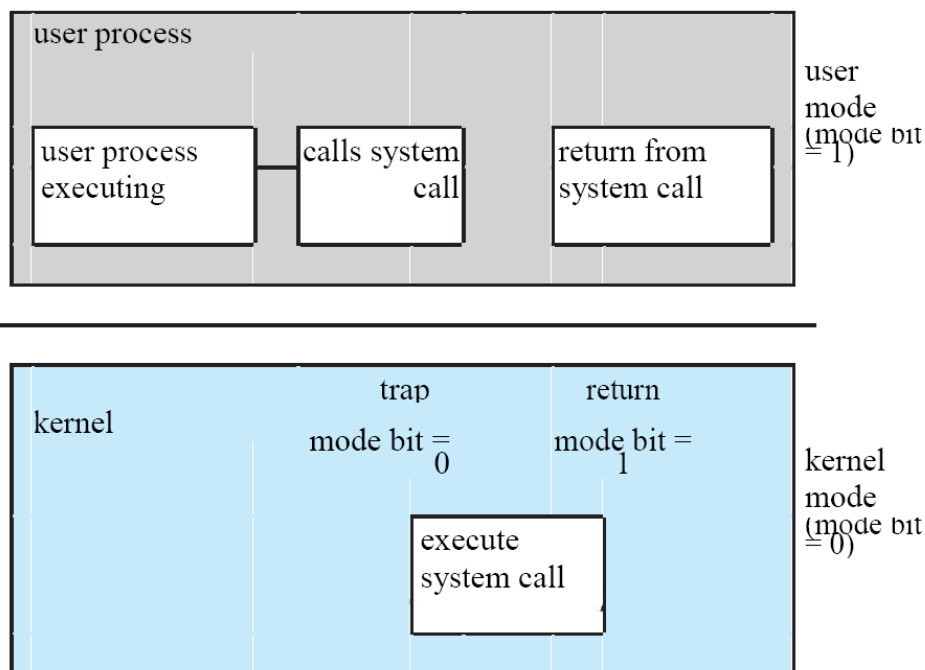 user process
user
mode
(mode bit
= 1)
user process
executing
calls system
call
return from
system call
trap
return
kernel
mode bit =
0
mode bit =
1
kernel
mode
(mode bit
= 0)
execute
system call